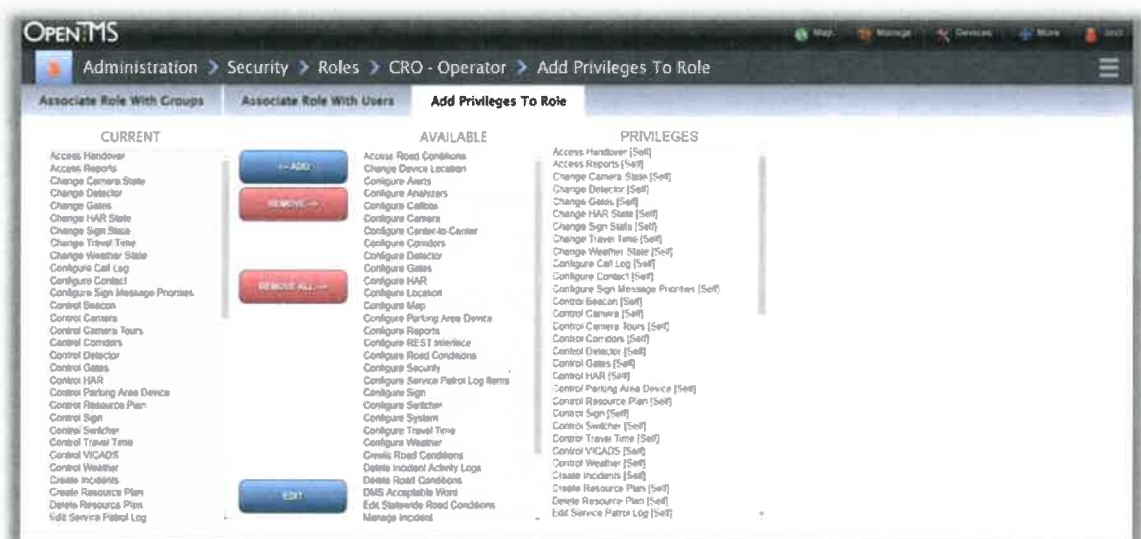 OPEN TMS
Map Manage Devices More
Administration > Security > Roles > CRO - Operator > Add Privileges To Role
Associate Role With Groups Associate Role With Users Add Privileges To Role
CURRENT
Access Handover
Access Reports
Change Camera State
Change Detector
Change Gates
Change HAR State
Change Sign State
Change Travel Time
Change Weather State
Configure Call Log
Configure Contact
Configure Sign Message Priorities
Control Beacon
Control Camera
Control Camera Tours
Control Corridors
Control Detector
Control Gates
Control HAR
Control Parking Area Device
Control Resource Plan
Control Sign
Control Switcher
Control Travel Time
Control VICADS
Control Weather
Create Incidents
Create Resource Plan
Delete Resource Plan
Edit Service Patrol Log
<-- ADD
REMOVE -->
REMOVE ALL -->
EDIT
AVAILABLE
Access Road Conditions
Change Device Location
Configure Alerts
Configure Analyzers
Configure Callbox
Configure Camera
Configure Center-to-Center
Configure Corridors
Configure Detector
Configure Gates
Configure HAR
Configure Location
Configure Map
Configure Parking Area Device
Configure Reports
Configure REST Interface
Configure Road Conditions
Configure Security
Configure Service Patrol Log Items
Configure Sign
Configure Switcher
Configure System
Configure Travel Time
Configure Weather
Road Conditions
Delete Incident Activity Logs
Delete Road Conditions
DMS Acceptable Word
Edit Statewide Road Conditions
Manage Incident
PRIVILEGES
Access Handover [Self]
Access Reports [Self]
Change Camera State [Self]
Change Detector [Self]
Change Gates [Self]
Change HAR State [Self]
Change Sign State [Self]
Change Travel Time [Self]
Change Weather State [Self]
Configure Call Log [Self]
Configure Contact [Self]
Configure Sign Message Priorities [Self]
Control Beacon [Self]
Control Camera [Self]
Control Camera Tours [Self]
Control Corridors [Self]
Control Detector [Self]
Control Gates [Self]
Control HAR [Self]
Control Parking Area Device [Self]
Control Resource Plan [Self]
Control Sign [Self]
Control Switcher [Self]
Control Travel Time [Self]
Control VICADS [Self]
Control Weather [Self]
Create Incidents [Self]
Create Resource Plan [Self]
Delete Resource Plan [Self]
Edit Service Patrol Log [Self]